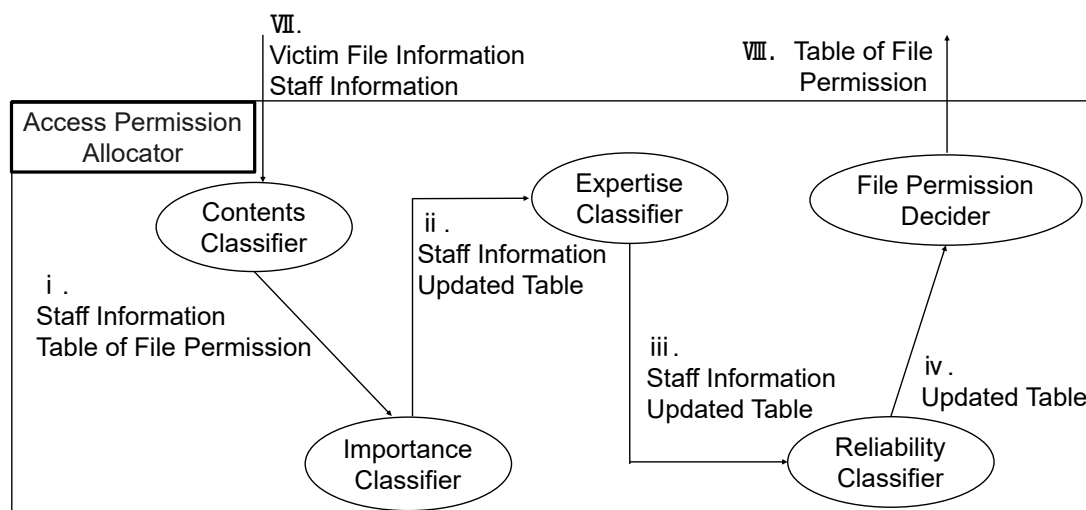 Ⅶ.
Victim File Information
Staff Information
Ⅷ. Table of File
Permission
Access Permission
Allocator
Contents
Classifier
Expertise
Classifier
File Permission
Decider
ⅱ.
Staff Information
Updated Table
ⅰ.
Staff Information
Table of File Permission
ⅲ.
Staff Information
Updated Table
ⅳ.
Updated Table
Importance
Classifier
Reliability
Classifier